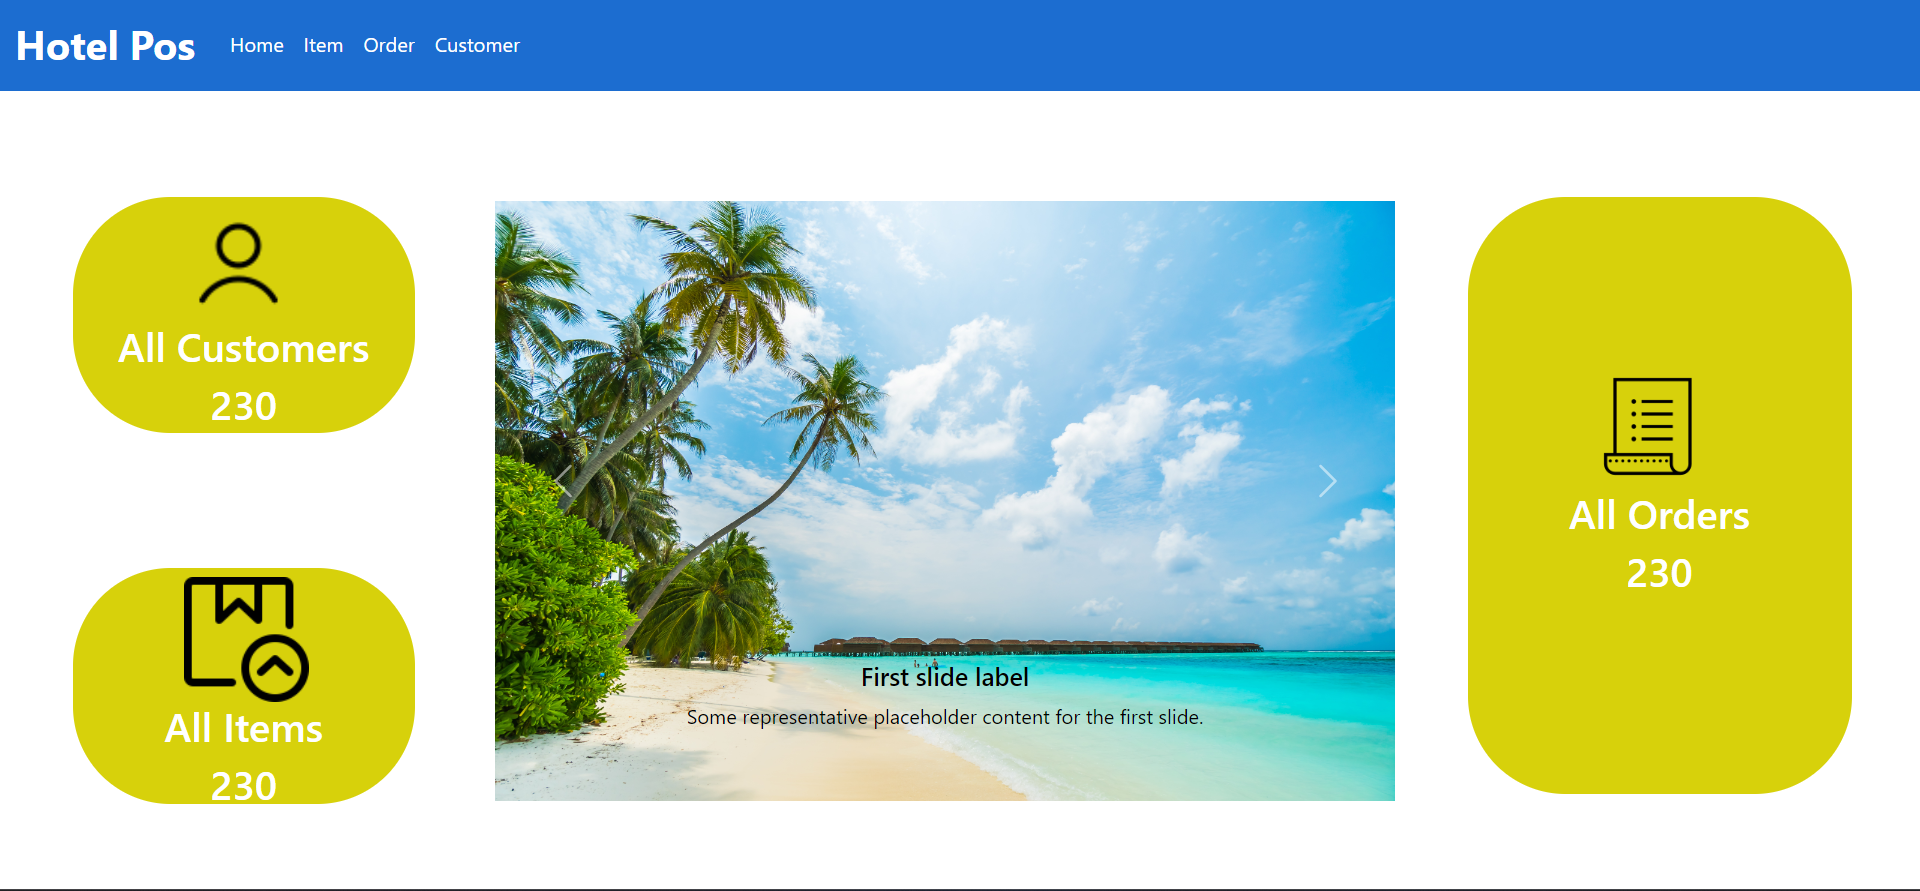 Hotel Pos
Home Item Order Customer
All Customers
230
All Items
230
First slide label
Some representative placeholder content for the first slide.
All Orders
230